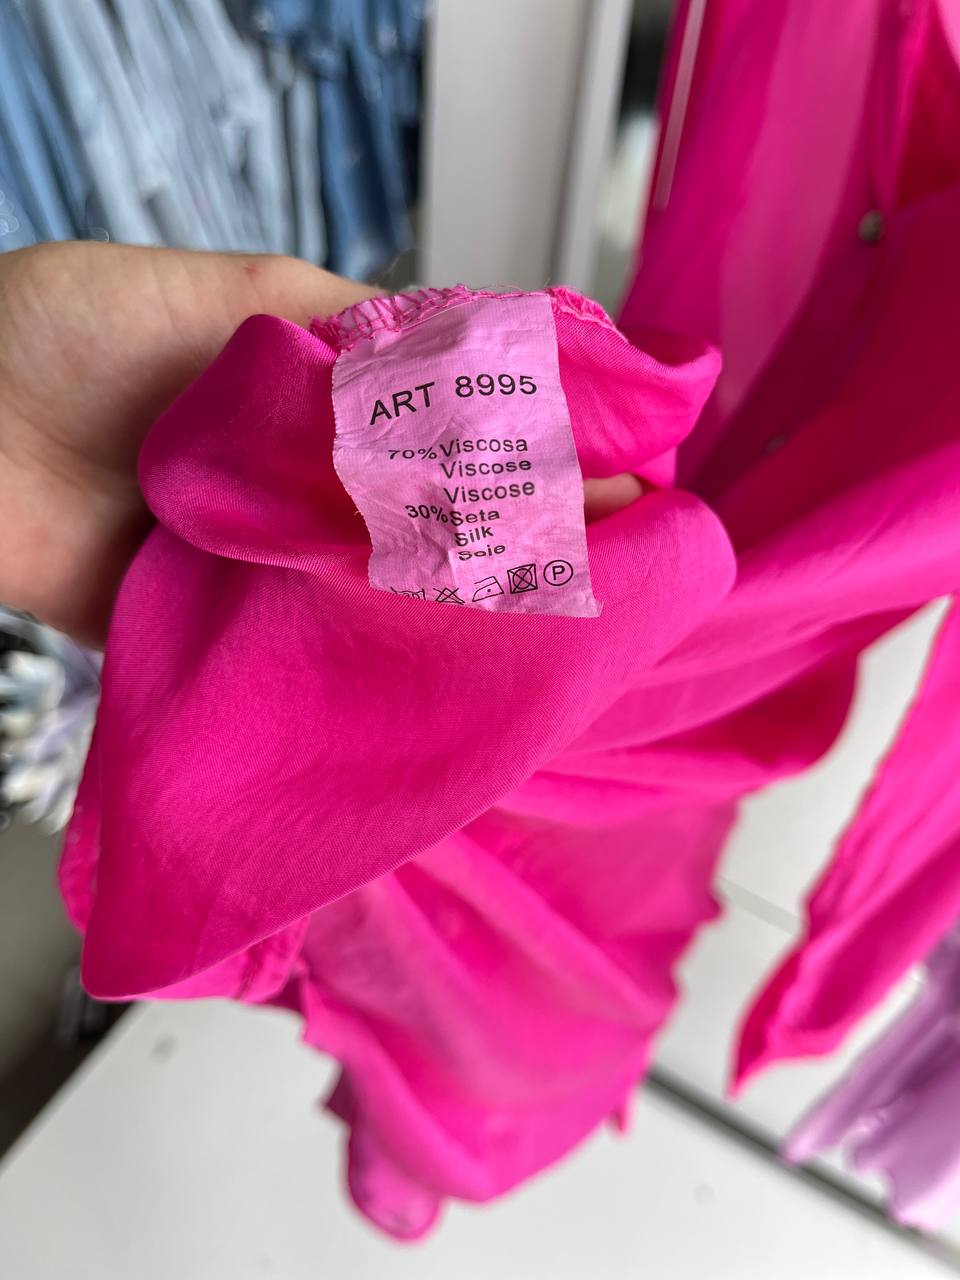 ART 8995
70%Viscosa
Viscose
Viscose
30%Seta
Silk
Soie
P